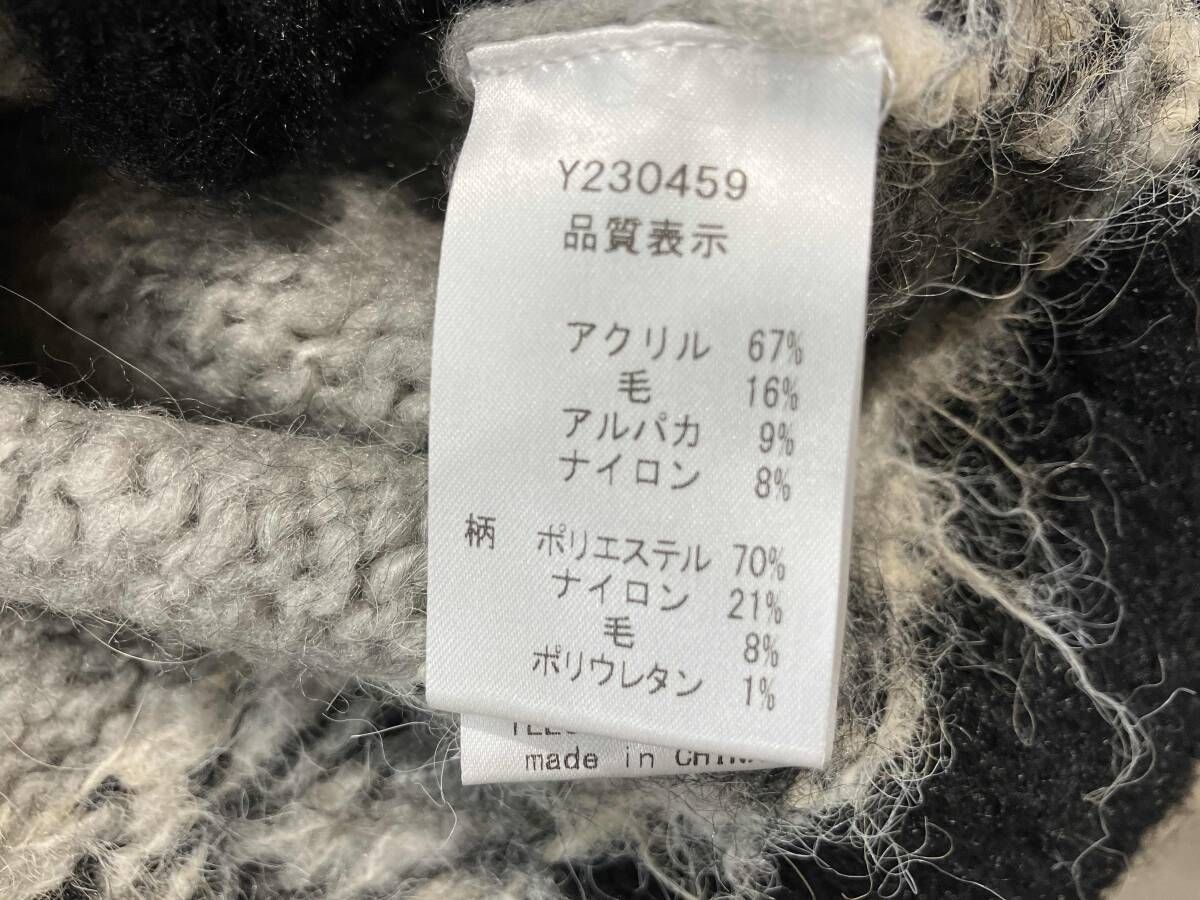 Y230459
品質表示
アクリル 67%
毛 16%
アルパカ 9%
ナイロン 8%
柄 ポリエステル 70%
ナイロン 21%
毛 8%
ポリウレタン 1%
made in CHINA